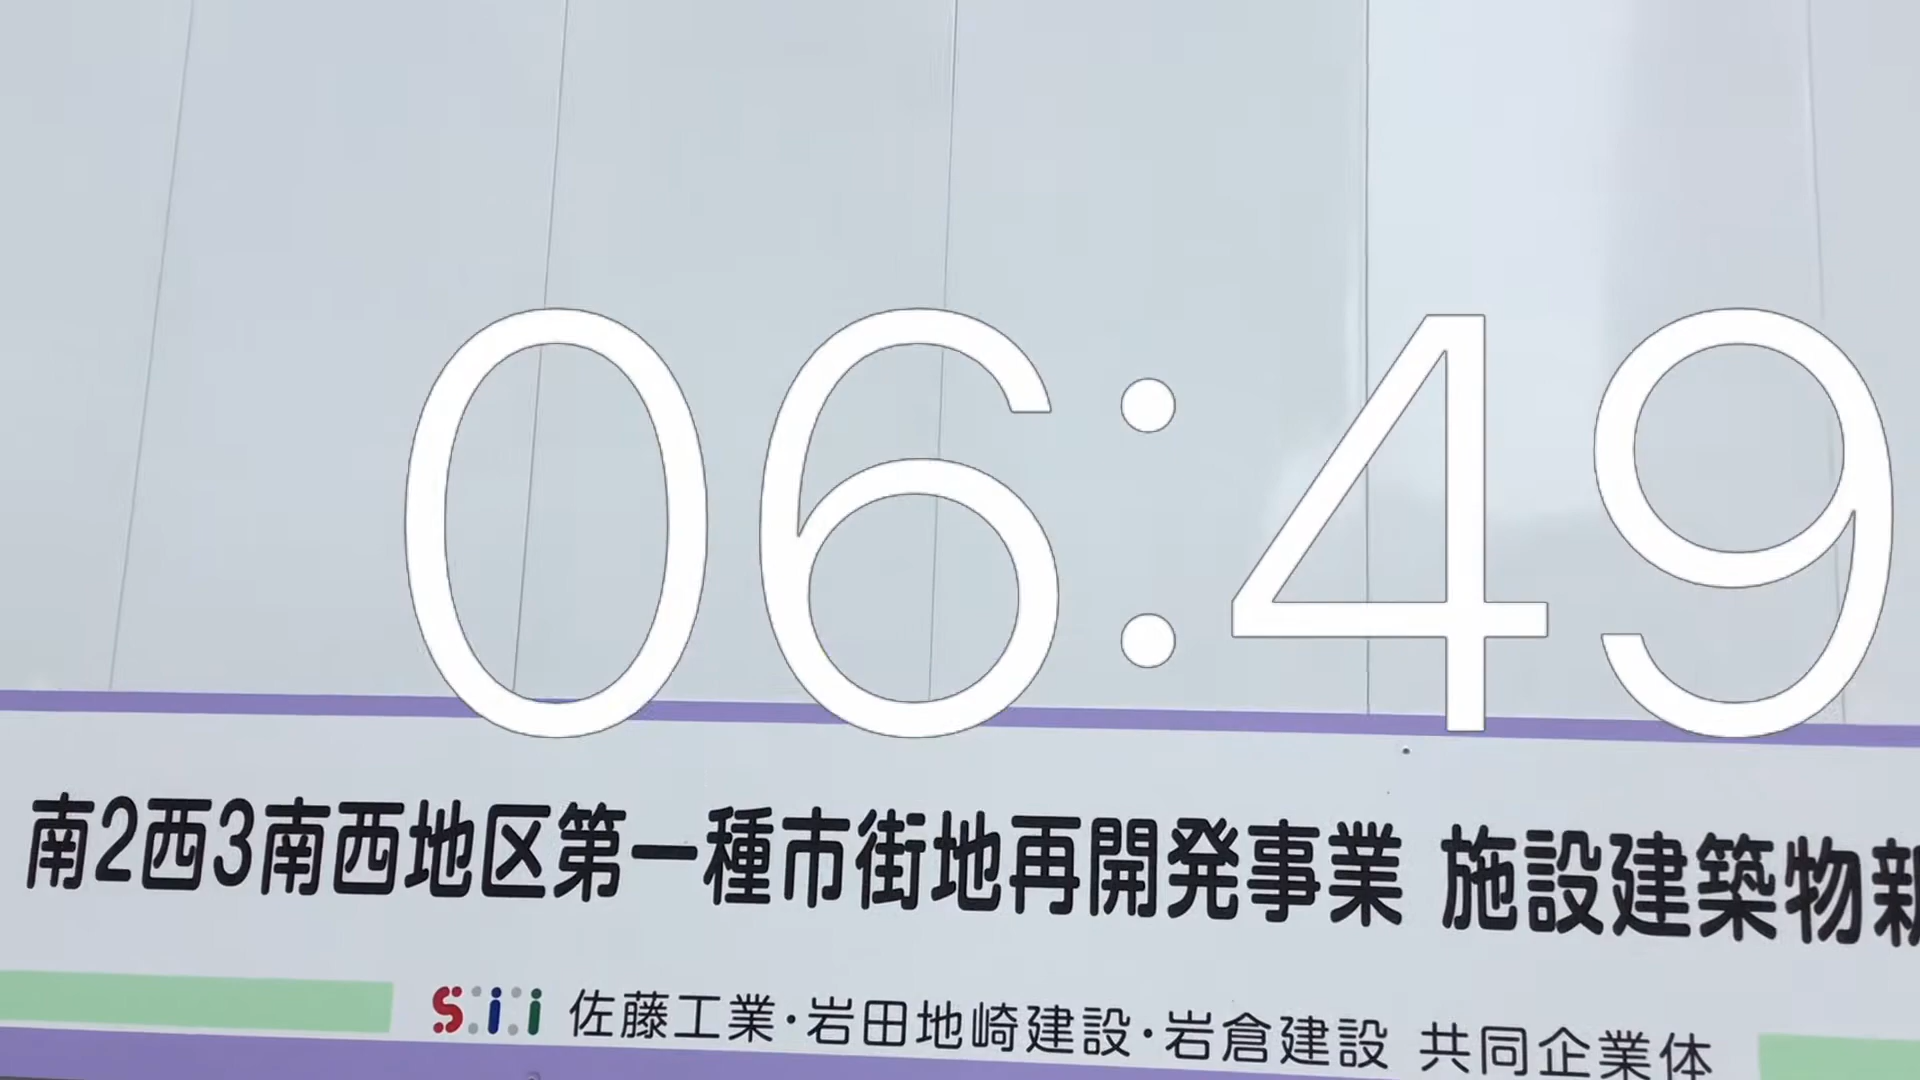 06:49
南2西3南西地区第一種市街地再開発事業 施設建築物新
Sii 佐藤工業・岩田地崎建設・岩倉建設 共同企業体